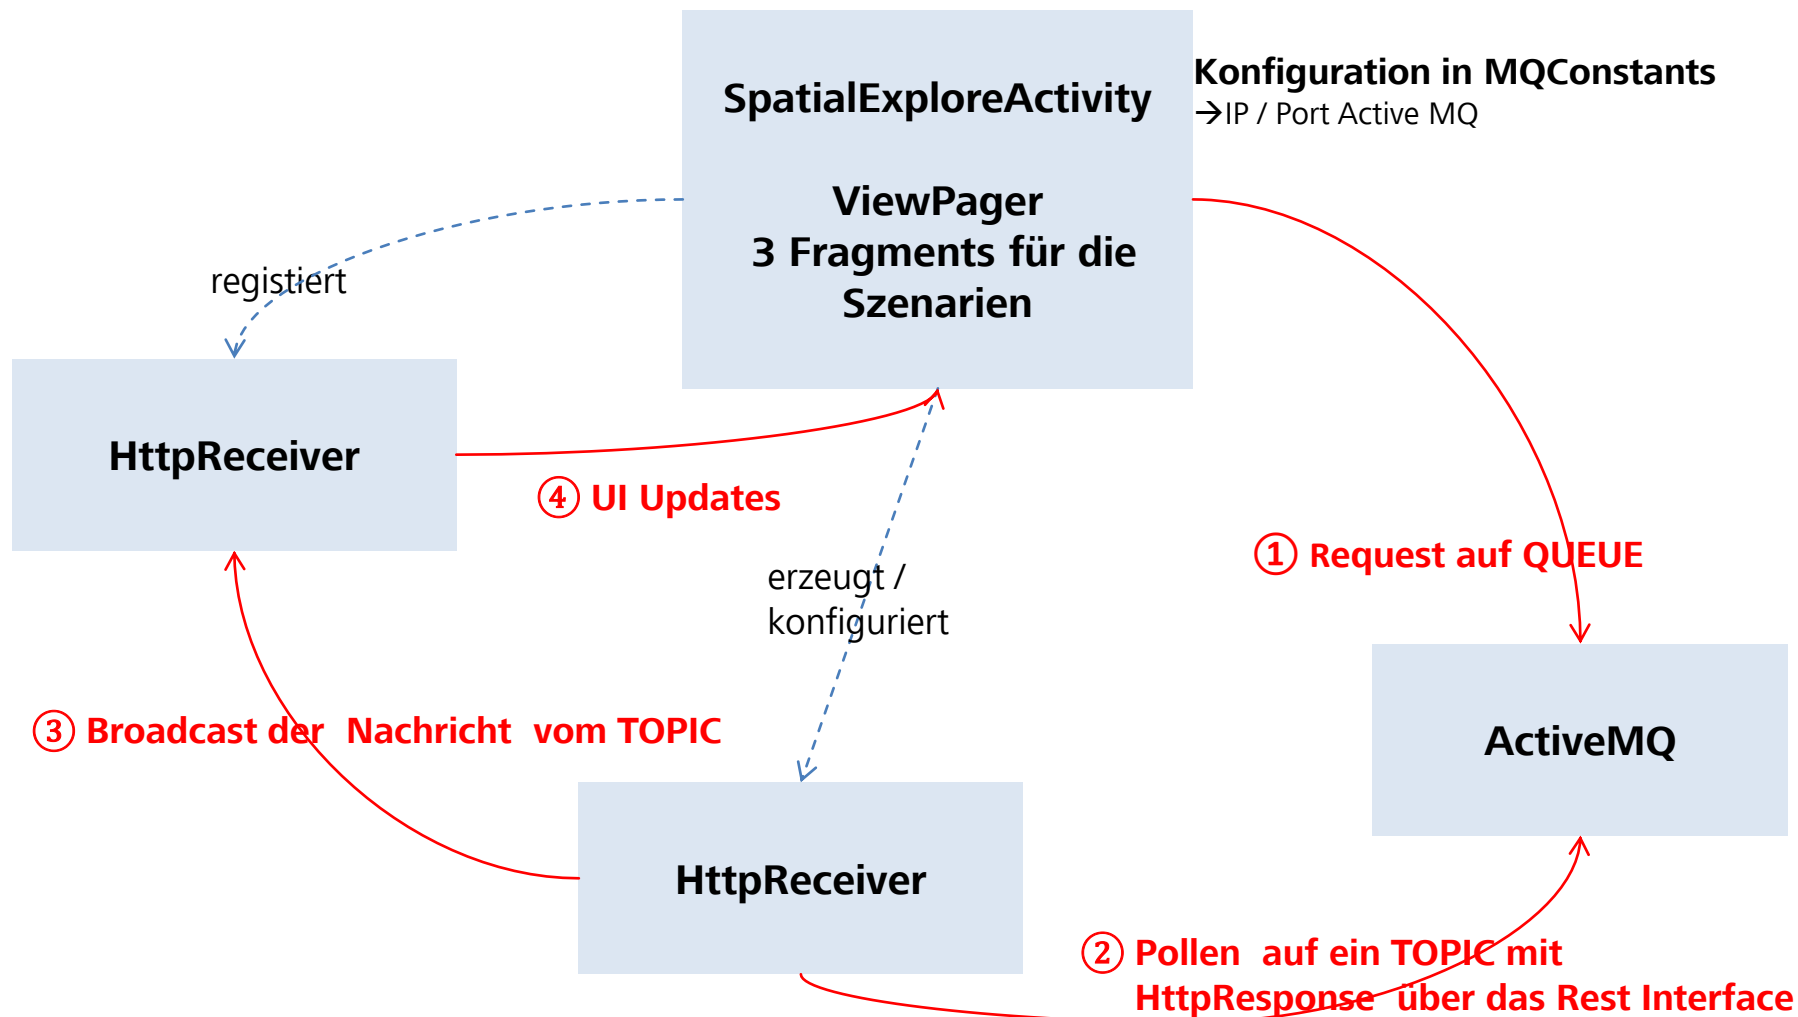 SpatialExploreActivity
ViewPager
3 Fragments für die
Szenarien
Konfiguration in MQConstants
→IP / Port Active MQ
registiert
HttpReceiver
④ UI Updates
① Request auf QUEUE
erzeugt /
konfiguriert
③ Broadcast der Nachricht vom TOPIC
ActiveMQ
HttpReceiver
② Pollen auf ein TOPIC mit
HttpResponse über das Rest Interface